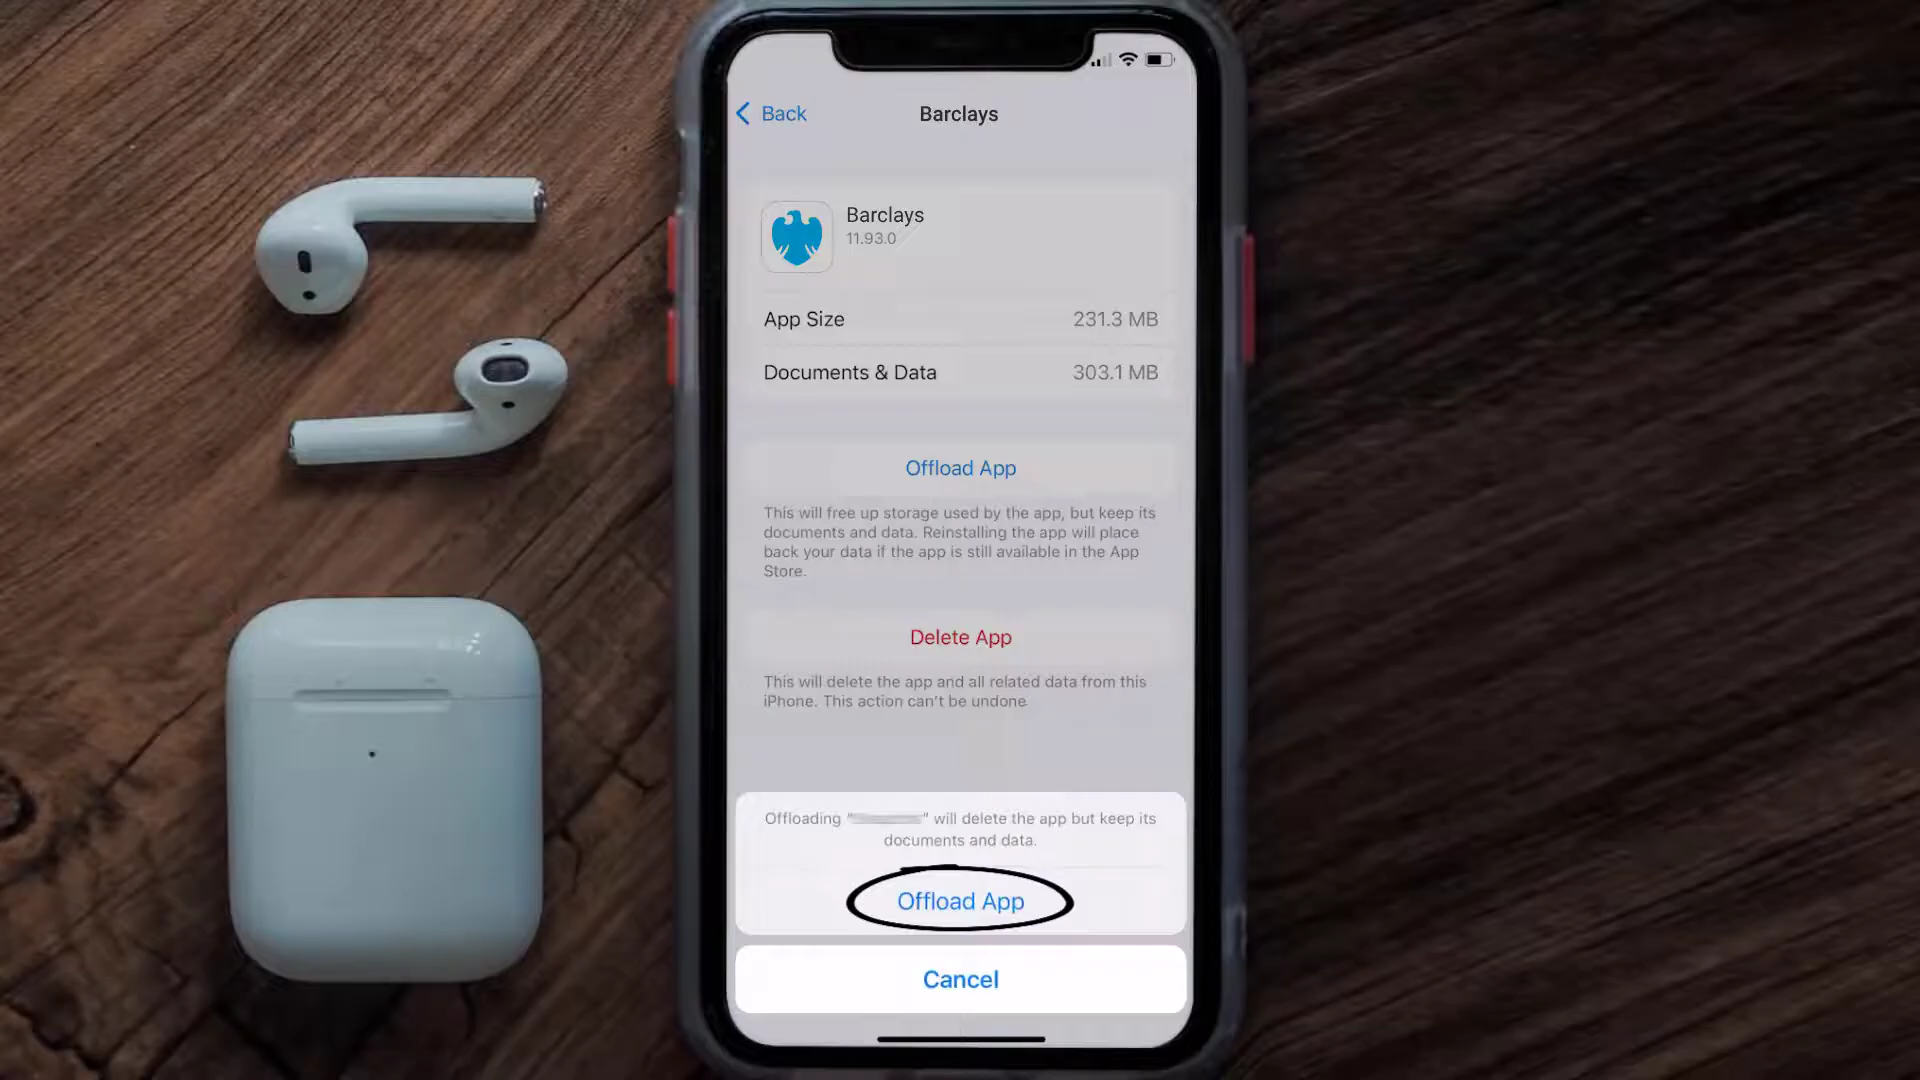 Back
Barclays
Barclays
11.93.0
App Size 231.3 MB
Documents & Data 303.1 MB
Offload App
This will free up storage used by the app, but keep its
documents and data. Reinstalling the app will place
back your data if the app is still available in the App
Store.
Delete App
This will delete the app and all related data from this
iPhone. This action can't be undone
Offloading "" will delete the app but keep its
documents and data.
Offload App
Cancel